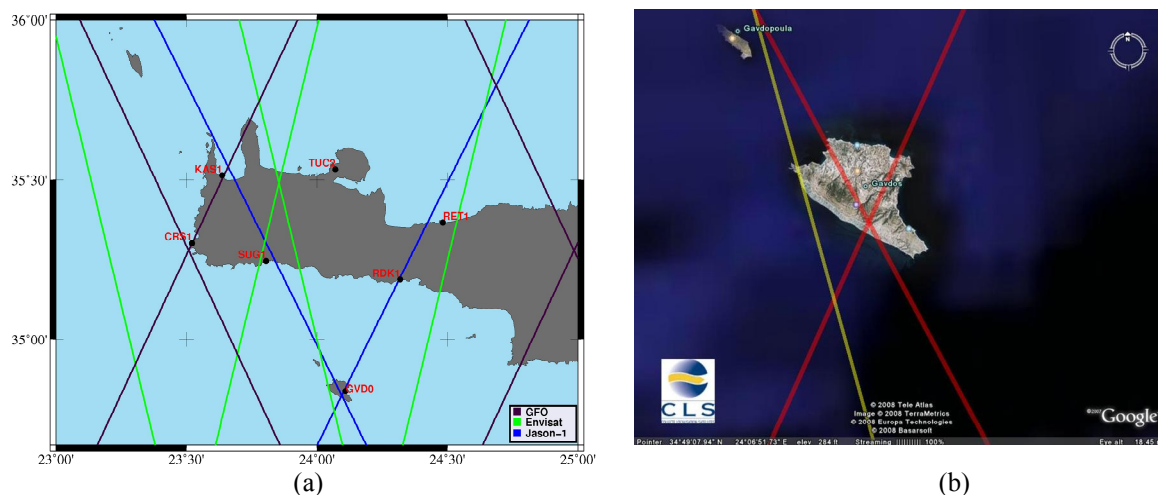 36°00'
35°30'
35°00'
23°00'
23°30'
24°00'
24°30'
25°00'
KAS1
TUC2
CRS1
SUG1
RET1
RDK1
GVD0
GFO
Envisat
Jason-1
(a)
Gavdopoula
N
Gavdos
CLS
© 2008 Tele Atlas
Image © 2008 TerraMetrics
© 2008 Europa Technologies
© 2008 Basarsoft
©2007 Google
Pointer 34°49'07.94" N 24°06'51.73" E elev. 284 ft Streaming 100% Eye alt 18.45
(b)